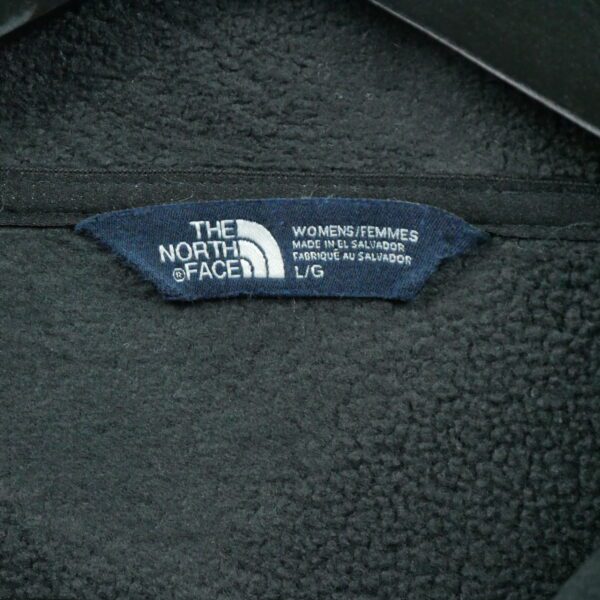 THE
NORTH
®FACE
WOMENS/FEMMES
MADE IN EL SALVADOR
FABRIQUÉ AU SALVADOR
L/G